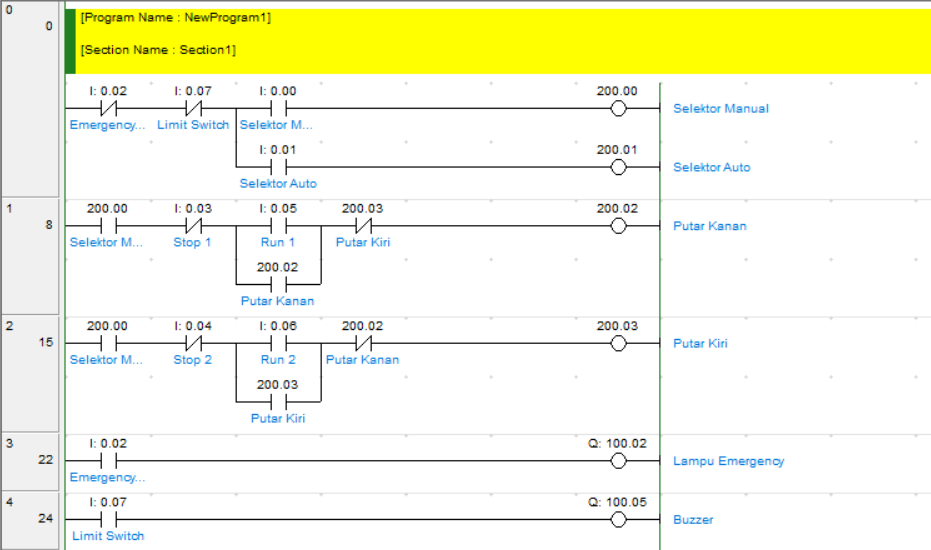 0
0
[Program Name : NewProgram1]
[Section Name : Section1]
I: 0.02 I: 0.07 I: 0.00 200.00
Emergency... Limit Switch Selektor M... Selektor Manual
I: 0.01 200.01
Selektor Auto Selektor Auto
1
8
200.00 I: 0.03 I: 0.05 200.03 200.02
Selektor M... Stop 1 Run 1 Putar Kiri Putar Kanan
200.02
Putar Kanan
2
15
200.00 I: 0.04 I: 0.06 200.02 200.03
Selektor M... Stop 2 Run 2 Putar Kanan Putar Kiri
200.03
Putar Kiri
3
22
I: 0.02 Q: 100.02
Emergency... Lampu Emergency
4
24
I: 0.07 Q: 100.05
Limit Switch Buzzer